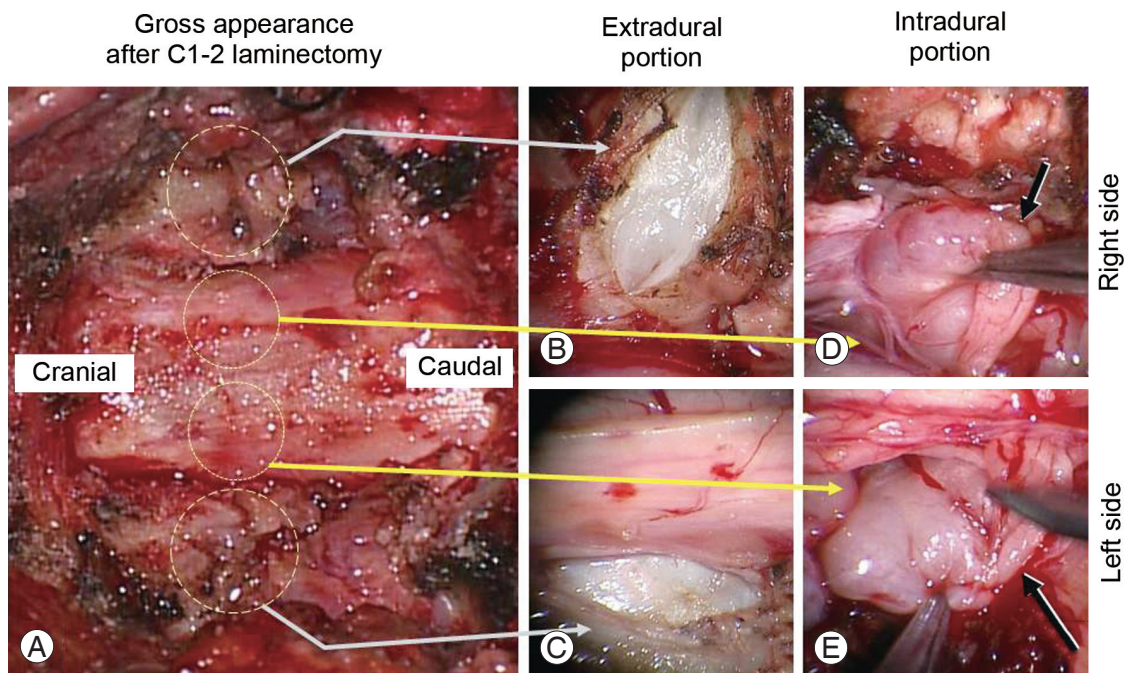 Gross appearance
after C1-2 laminectomy
Extradural
portion
Intradural
portion
Cranial
Caudal
Right side
Left side
A
B
C
D
E